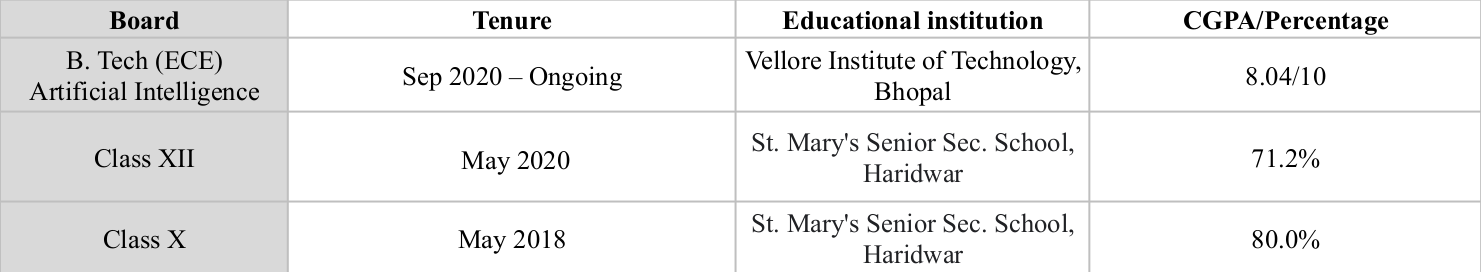 Board Tenure Educational institution CGPA/Percentage
B. Tech (ECE)
Artificial Intelligence
Sep 2020 – Ongoing
Vellore Institute of Technology,
Bhopal
8.04/10
Class XII
May 2020
St. Mary's Senior Sec. School,
Haridwar
71.2%
Class X
May 2018
St. Mary's Senior Sec. School,
Haridwar
80.0%